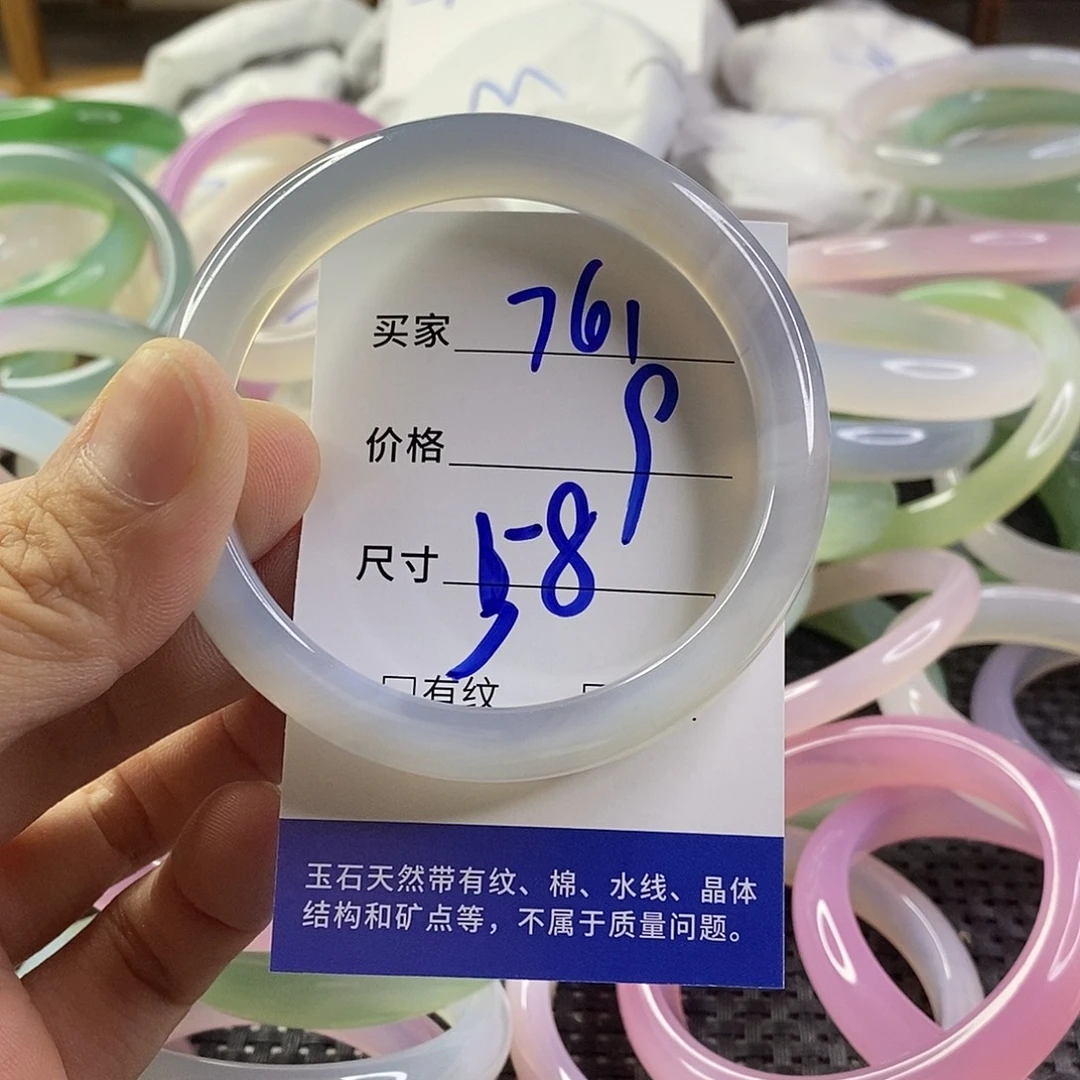 买家 761
价格
尺寸 58
□有纹
玉石天然带有纹、棉、水线、晶体
结构和矿点等，不属于质量问题。